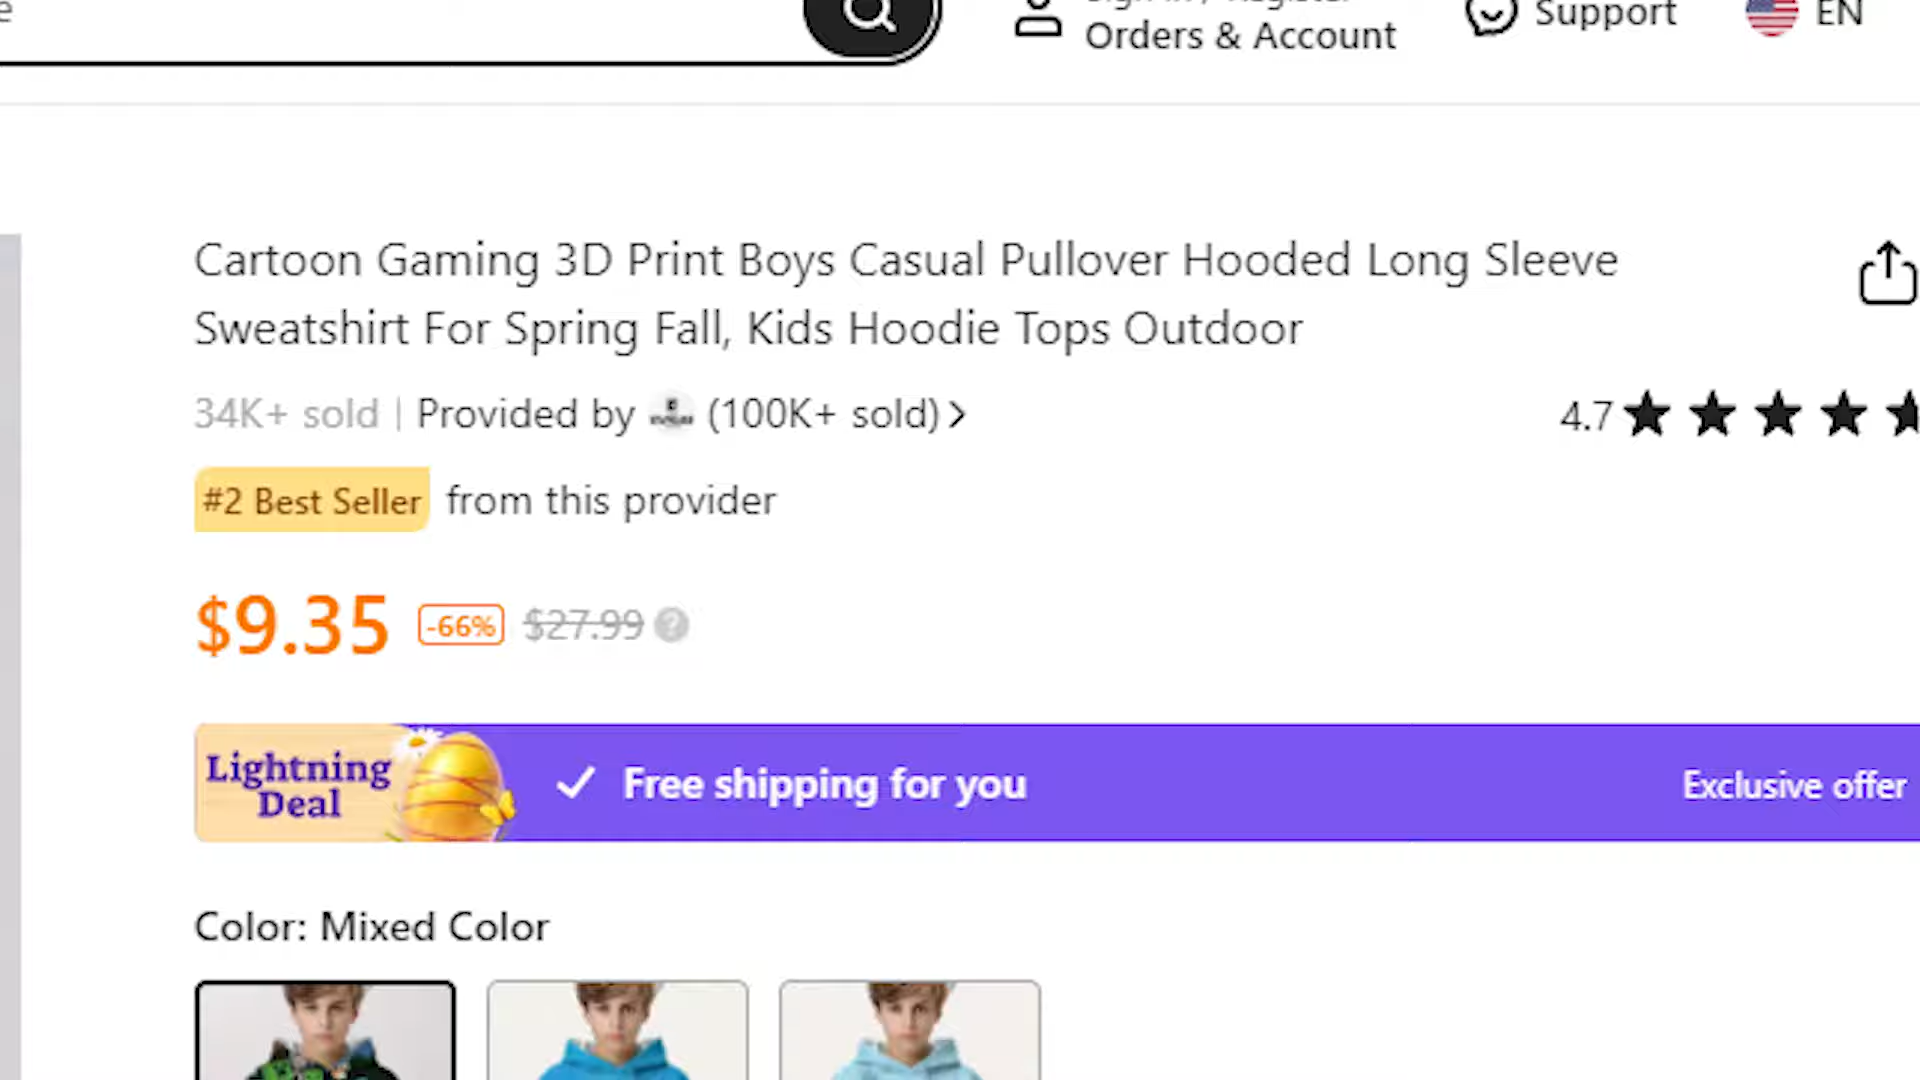 Orders & Account
Support
EN
Cartoon Gaming 3D Print Boys Casual Pullover Hooded Long Sleeve
Sweatshirt For Spring Fall, Kids Hoodie Tops Outdoor
34K+ sold | Provided by (100K+ sold) >
4.7
#2 Best Seller from this provider
$9.35 -66% $27.99 ?
Lightning
Deal
Free shipping for you
Exclusive offer
Color: Mixed Color